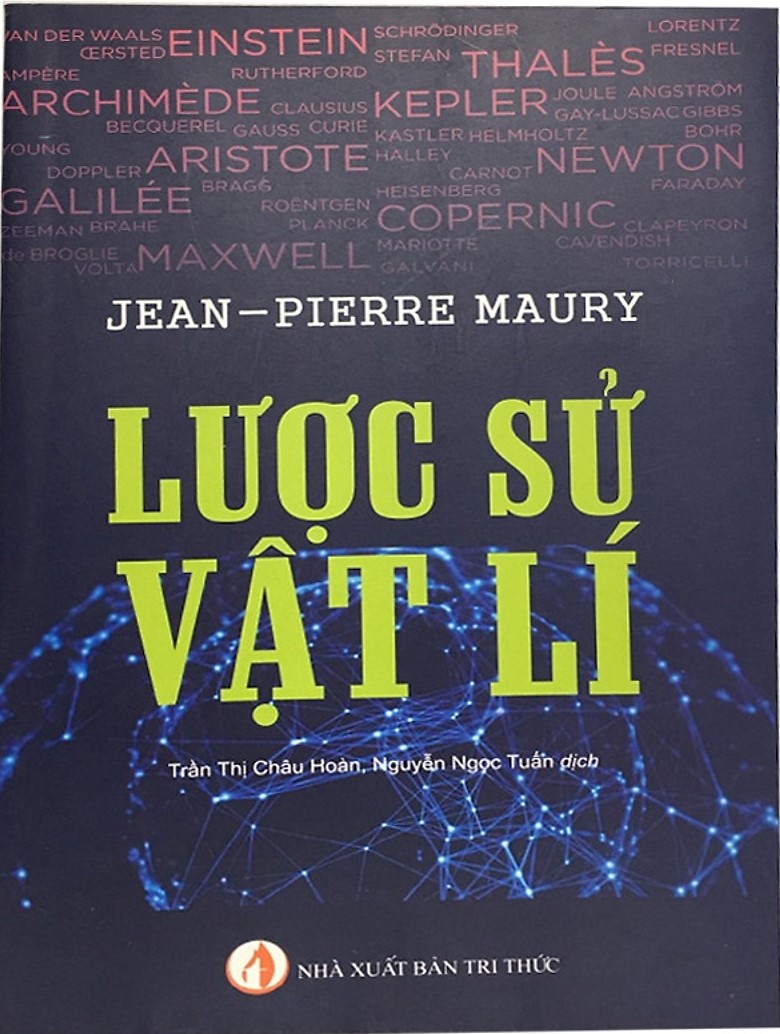 VAN DER WAALS EINSTEIN SCHRÖDINGER LORENTZ
ŒRSTED STEFAN THALÈS FRESNEL
AMPÈRE RUTHERFORD
ARCHIMÈDE CLAUSIUS KEPLER JOULE ANGSTRÖM
GAY-LUSSAC GIBBS
BECQUEREL GAUSS CURIE KASTLER HELMHOLTZ BOHR
YOUNG ARISTOTE HALLEY NEWTON
DOPPLER CARNOT
GALILÉE BRAGG HEISENBERG FARADAY
ROËNTGEN COPERNIC
ZEEMAN BRAHE PLANCK CLAPEYRON
de BROGLIE MAXWELL MARIOTTE CAVENDISH
VOLTA GALVANI TORRICELLI
JEAN–PIERRE MAURY
LƯỢC SỬ
VẬT LÍ
Trần Thị Châu Hoàn, Nguyễn Ngọc Tuấn dịch
NHÀ XUẤT BẢN TRI THỨC